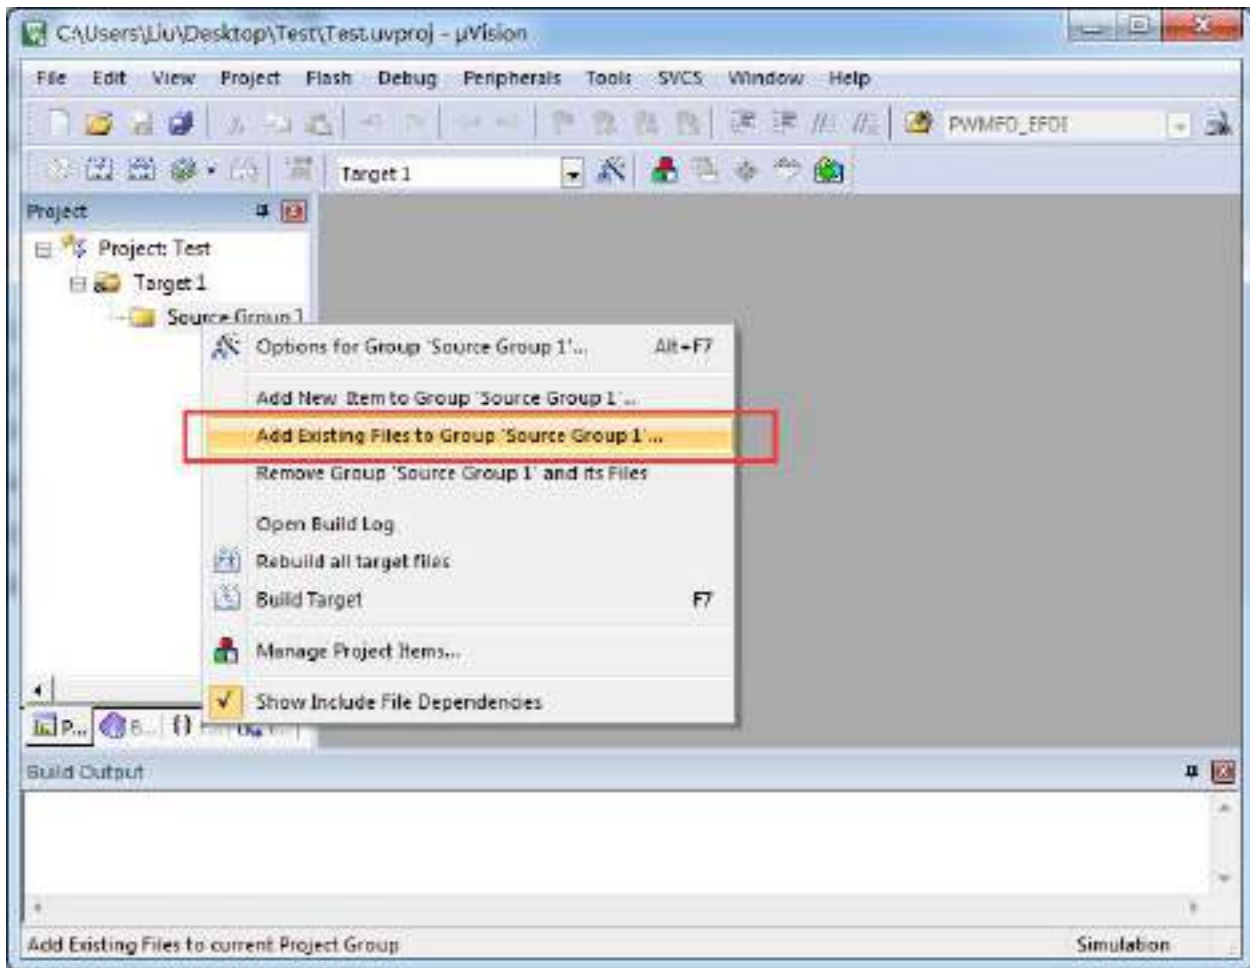 C:\Users\Liu\Desktop\Test\Test.uvproj - µVision
File Edit View Project Flash Debug Peripherals Tools SVCS Window Help
PWMFD_EFDI
Target 1
Project
Project: Test
Target 1
Source Group 1
Options for Group 'Source Group 1'... Alt+F7
Add New Item to Group 'Source Group 1'...
Add Existing Files to Group 'Source Group 1'...
Remove Group 'Source Group 1' and its Files
Open Build Log
Rebuild all target files
Build Target F7
Manage Project Items...
Show Include File Dependencies
P... B... {}
Build Output
Add Existing Files to current Project Group Simulation